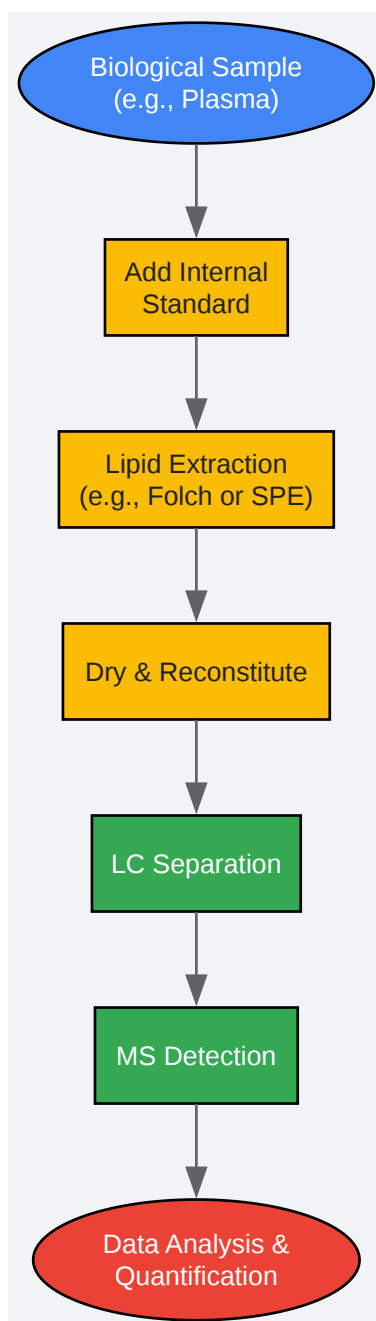 Biological Sample
(e.g., Plasma)
Add Internal
Standard
Lipid Extraction
(e.g., Folch or SPE)
Dry & Reconstitute
LC Separation
MS Detection
Data Analysis &
Quantification